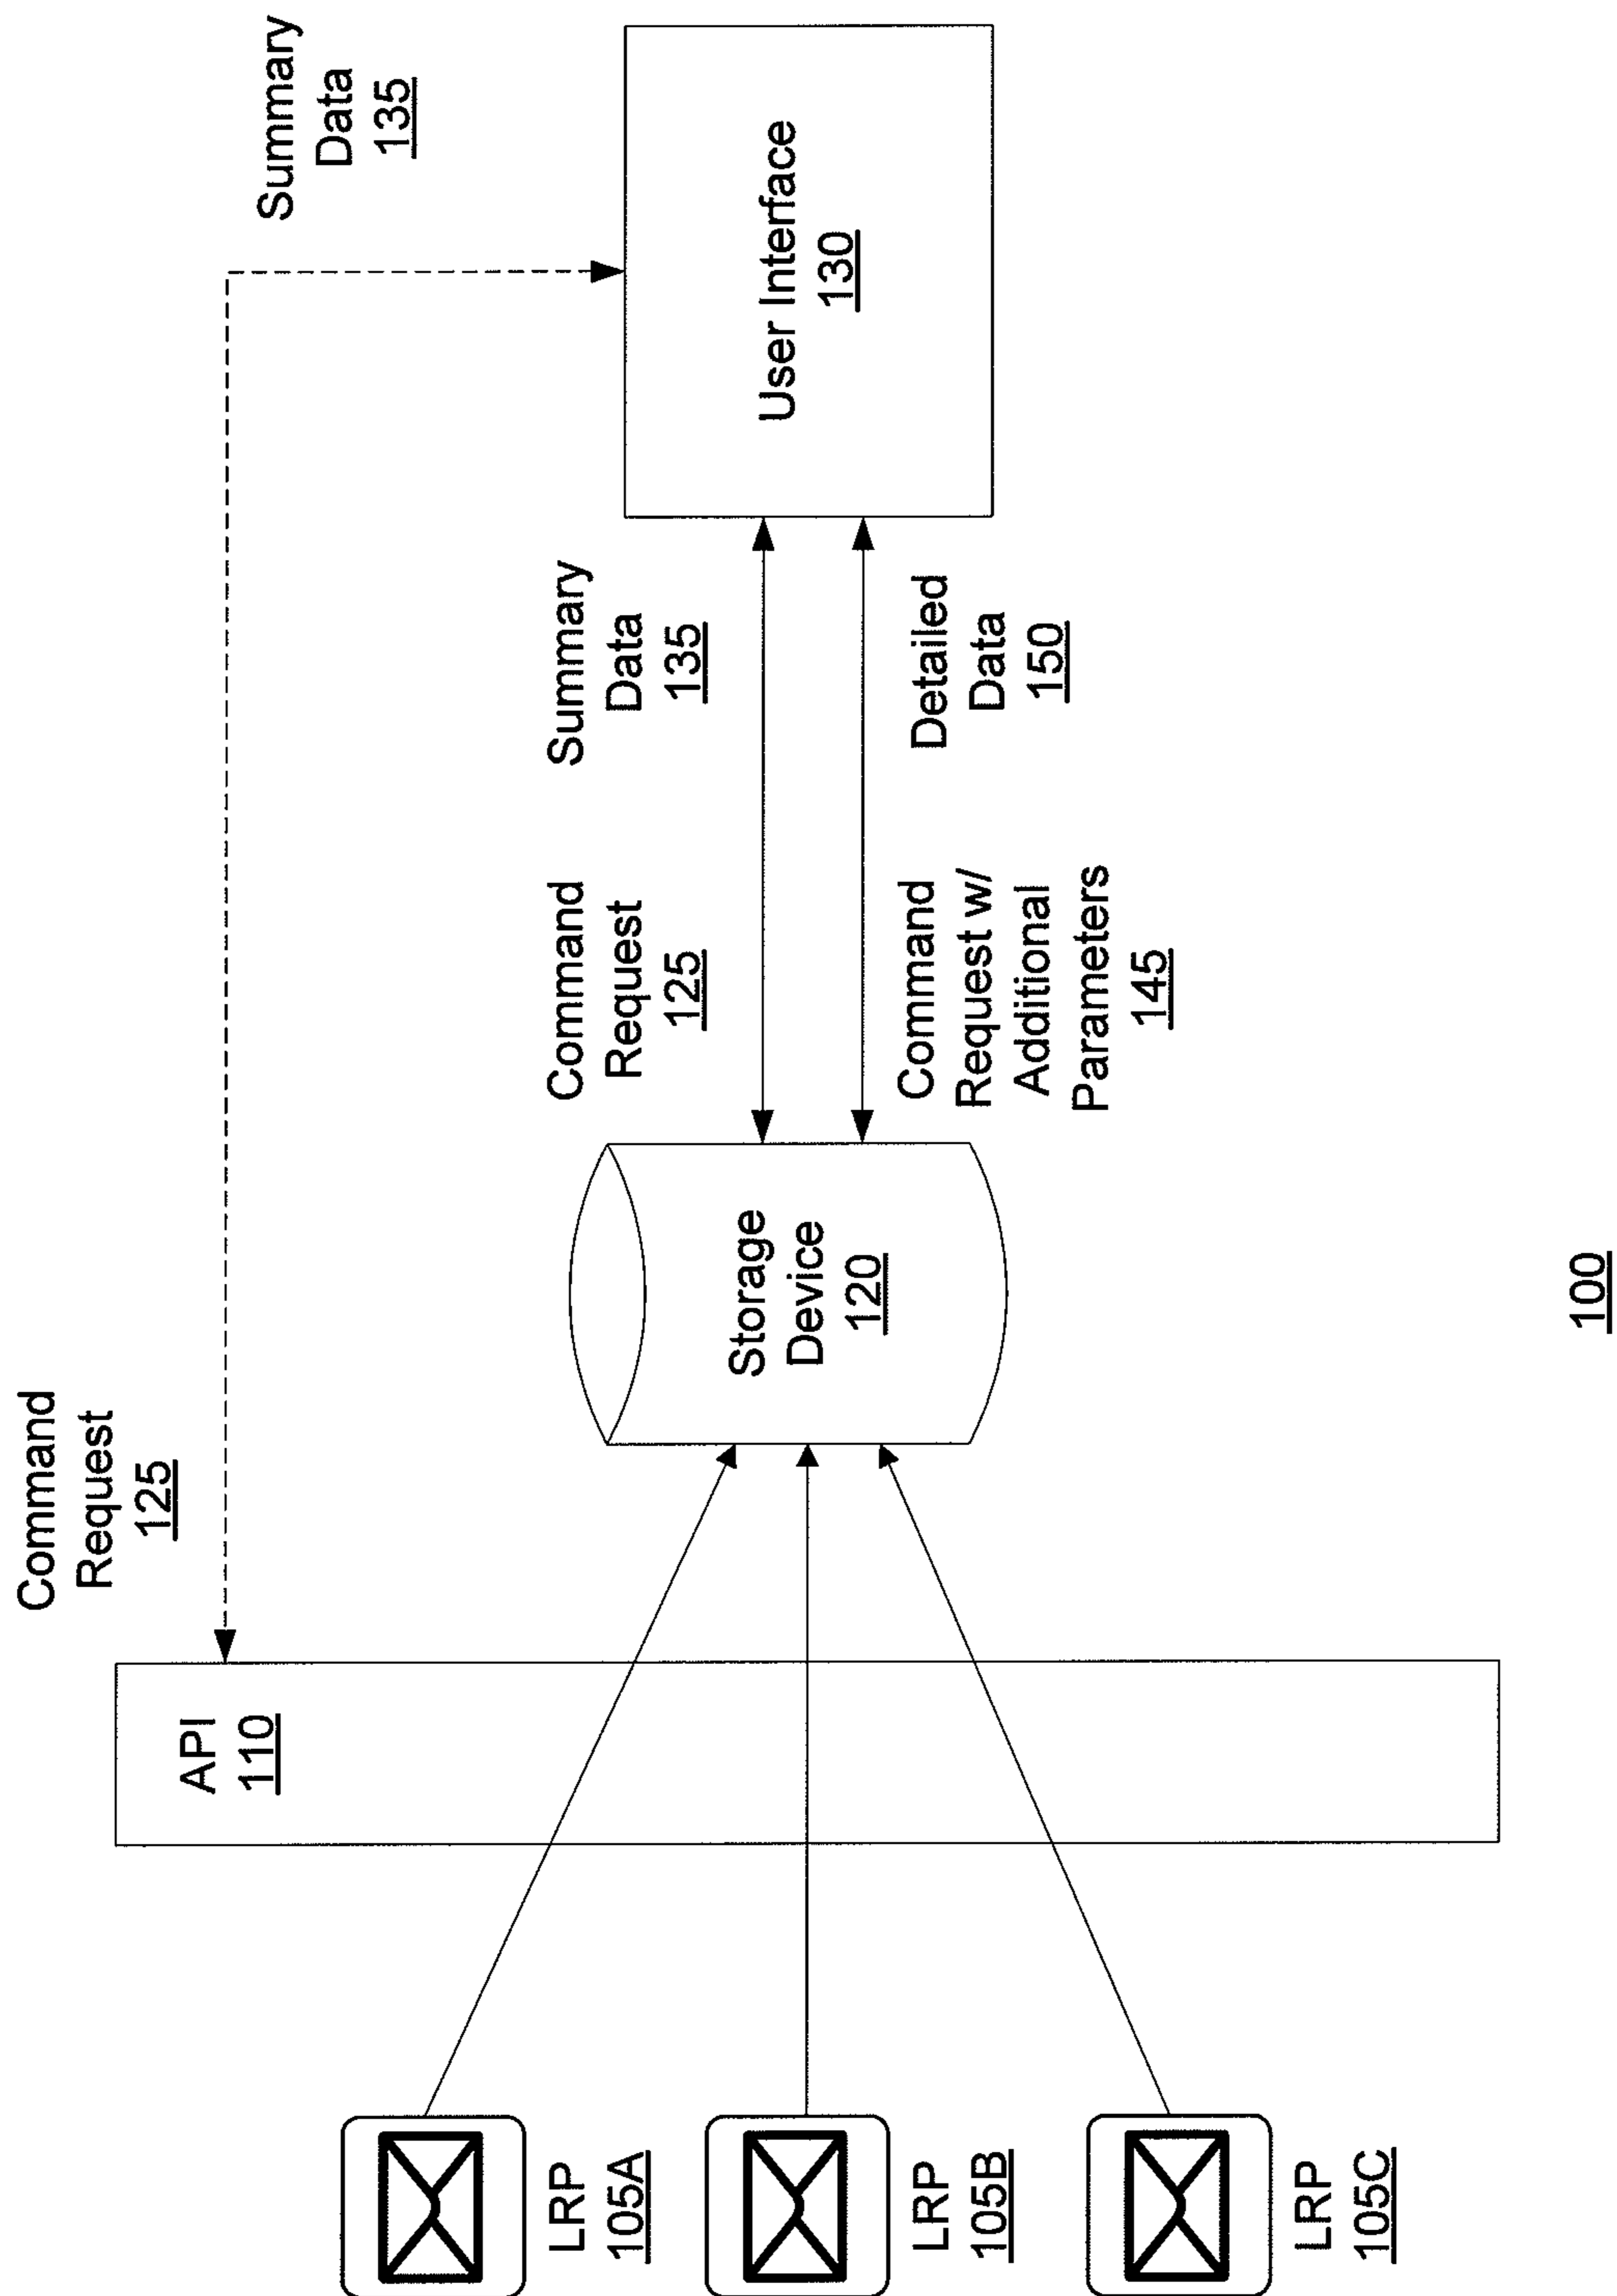 Command
Request
125
Summary
Data
135
API
110
LRP
105A
LRP
105B
LRP
105C
Storage
Device
120
Command
Request
125
Summary
Data
135
Command
Request w/
Additional
Parameters
145
Detailed
Data
150
User Interface
130
100